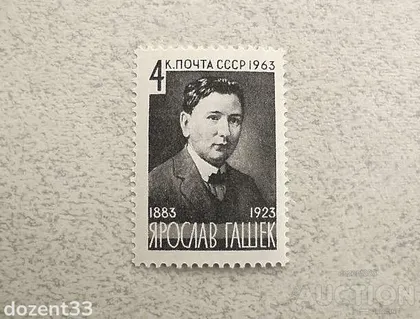 4 К. ПОЧТА СССР 1963
1883 1923
ЯРОСЛАВ ГАШЕК
dozent33
AUCTION